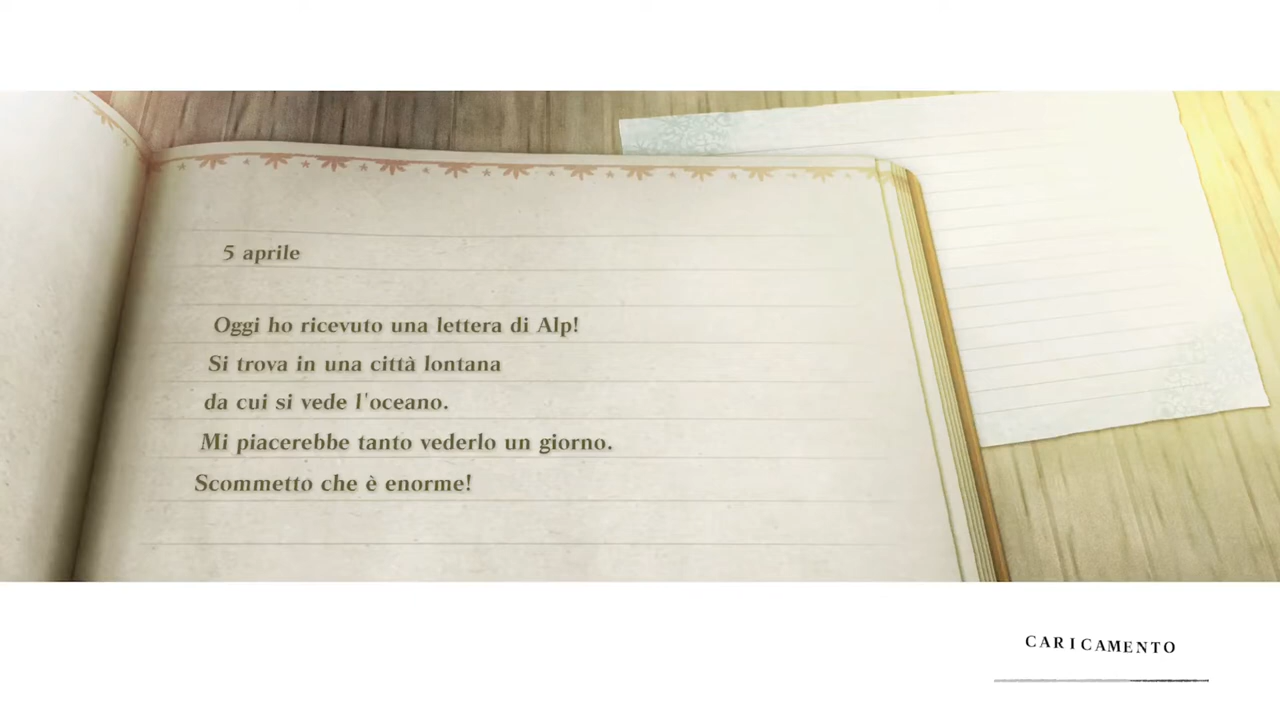 5 aprile
Oggi ho ricevuto una lettera di Alp!
Si trova in una città lontana
da cui si vede l'oceano.
Mi piacerebbe tanto vederlo un giorno.
Scommetto che è enorme!
CARICAMENTO